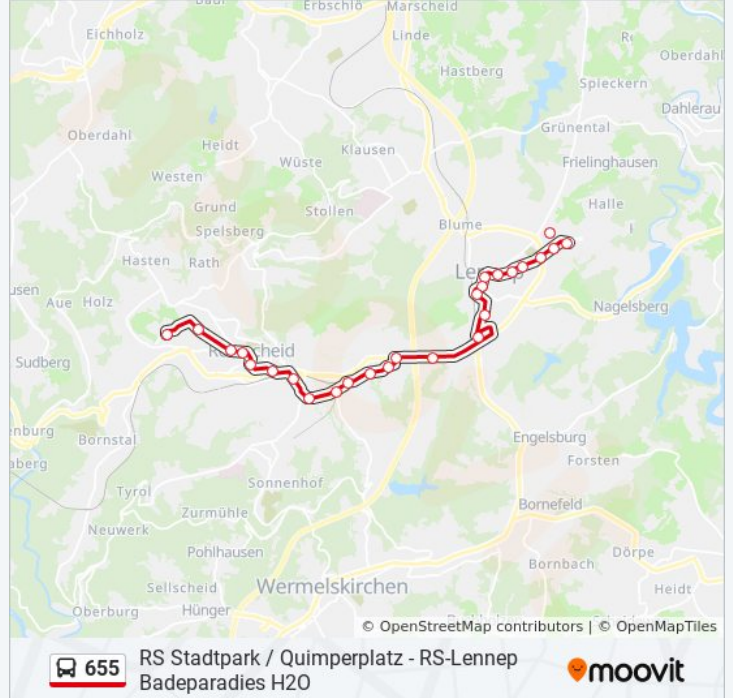 Erbschlö
Marscheid
Eichholz
Linde
Hastberg
Oberdahl
Spieckern
Dahlerau
Oberdahl
Heidt
Klausen
Grünental
Wüste
Frielinghausen
Westen
Grund
Stollen
Halle
Spelsberg
Blume
Hasten
Rath
Aue
Holz
Nagelsberg
Sudberg
Bornstal
Engelsburg
Forsten
Tyrol
Sonnenhof
Neuwerk
Zurmühle
Bornefeld
Pohlhausen
Dörpe
Bornbach
Sellscheid
Wermelskirchen
Heidt
Oberburg
Hünger
© OpenStreetMap contributors | © OpenMapTiles
655
RS Stadtpark / Quimperplatz - RS-Lennep
Badeparadies H2O
moovit